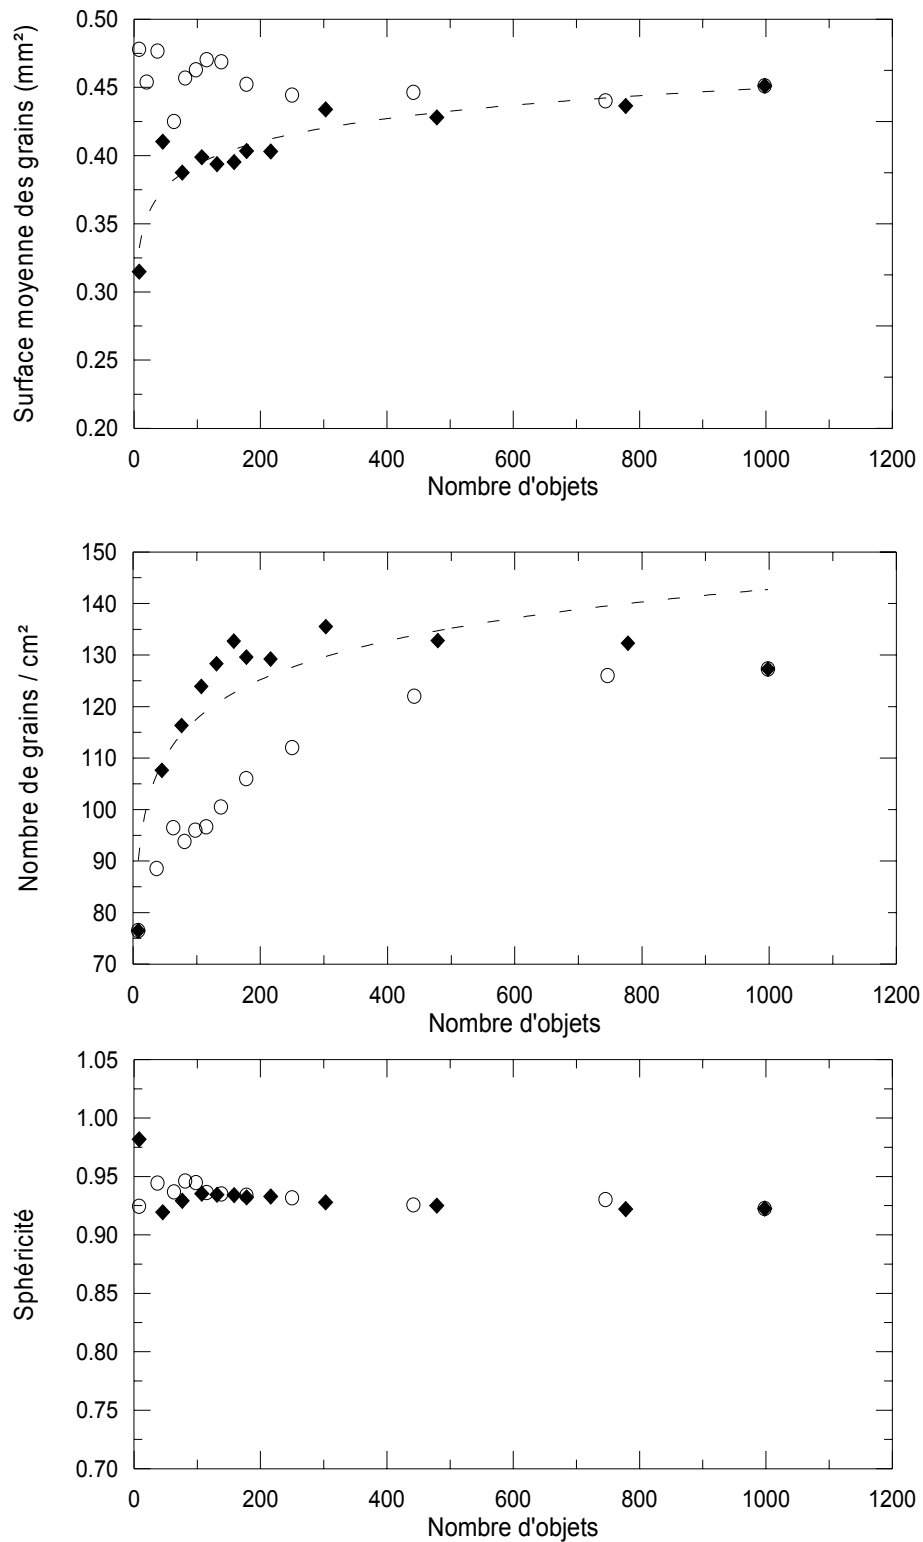 0.50
0.45
0.40
0.35
0.30
0.25
0.20
Surface moyenne des grains (mm²)
0 200 400 600 800 1000 1200
Nombre d'objets
150
140
130
120
110
100
90
80
70
Nombre de grains / cm²
0 200 400 600 800 1000 1200
Nombre d'objets
1.05
1.00
0.95
0.90
0.85
0.80
0.75
0.70
Sphéricité
0 200 400 600 800 1000 1200
Nombre d'objets